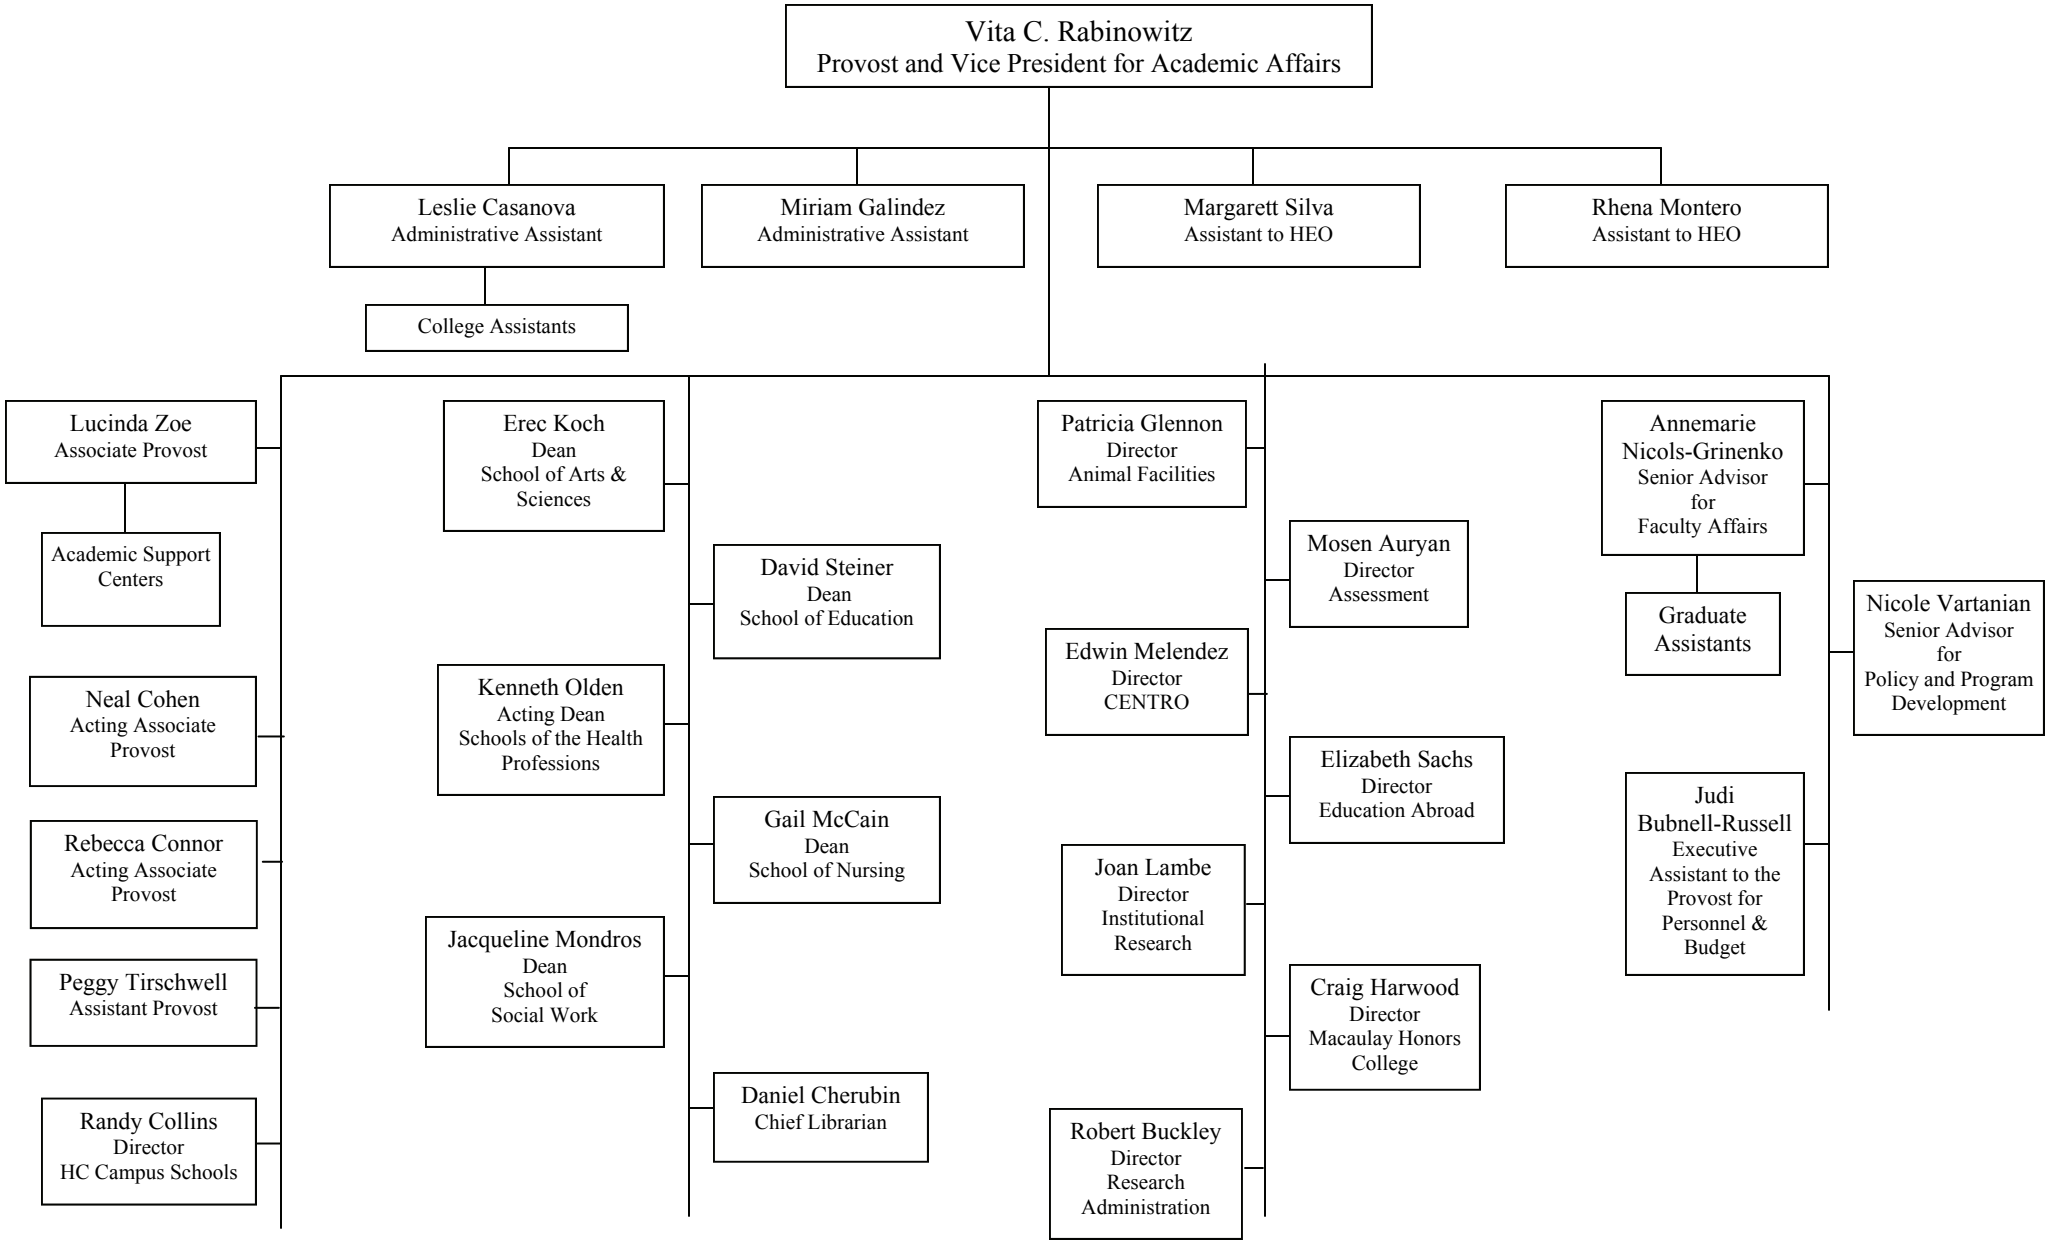 Vita C. Rabinowitz
Provost and Vice President for Academic Affairs
Leslie Casanova
Administrative Assistant
Miriam Galindez
Administrative Assistant
Margarett Silva
Assistant to HEO
Rhena Montero
Assistant to HEO
College Assistants
Lucinda Zoe
Associate Provost
Academic Support
Centers
Neal Cohen
Acting Associate
Provost
Rebecca Connor
Acting Associate
Provost
Peggy Tirschwell
Assistant Provost
Randy Collins
Director
HC Campus Schools
Erec Koch
Dean
School of Arts &
Sciences
David Steiner
Dean
School of Education
Kenneth Olden
Acting Dean
Schools of the Health
Professions
Gail McCain
Dean
School of Nursing
Jacqueline Mondros
Dean
School of
Social Work
Daniel Cherubin
Chief Librarian
Patricia Glennon
Director
Animal Facilities
Mosen Auryan
Director
Assessment
Edwin Melendez
Director
CENTRO
Elizabeth Sachs
Director
Education Abroad
Joan Lambe
Director
Institutional
Research
Craig Harwood
Director
Macaulay Honors
College
Robert Buckley
Director
Research
Administration
Annemarie
Nicols-Grinenko
Senior Advisor
for
Faculty Affairs
Graduate
Assistants
Nicole Vartanian
Senior Advisor
for
Policy and Program
Development
Judi
Bubnell-Russell
Executive
Assistant to the
Provost for
Personnel &
Budget